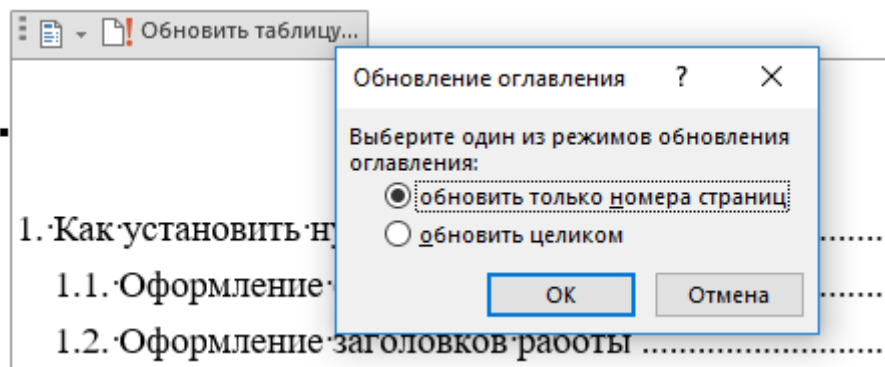 Обновить таблицу...
Обновление оглавления ? X
Выберите один из режимов обновления
оглавления:
обновить только номера страниц
обновить целиком
ОК Отмена
1. Как установить
1.1. Оформление
1.2. Оформление заголовков работы ........................